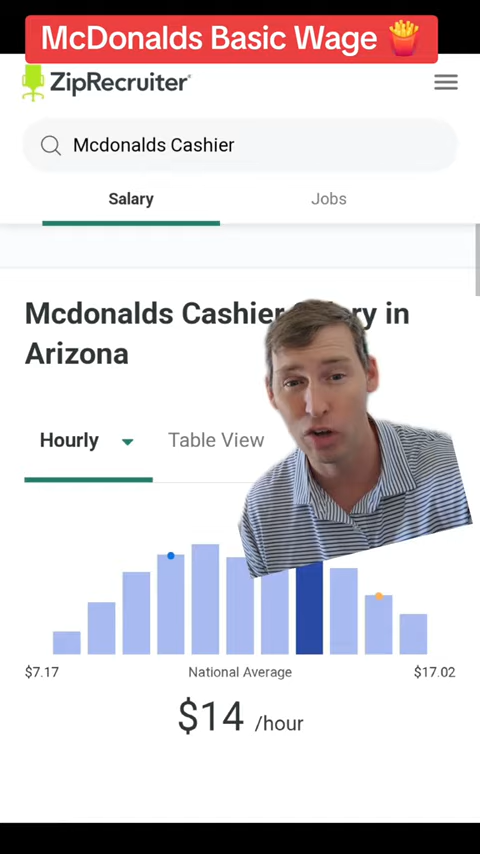 McDonalds Basic Wage 🍟
ZipRecruiter®
Mcdonalds Cashier
Salary Jobs
Mcdonalds Cashier ry in
Arizona
Hourly Table View
$7.17 National Average $17.02
$14 /hour